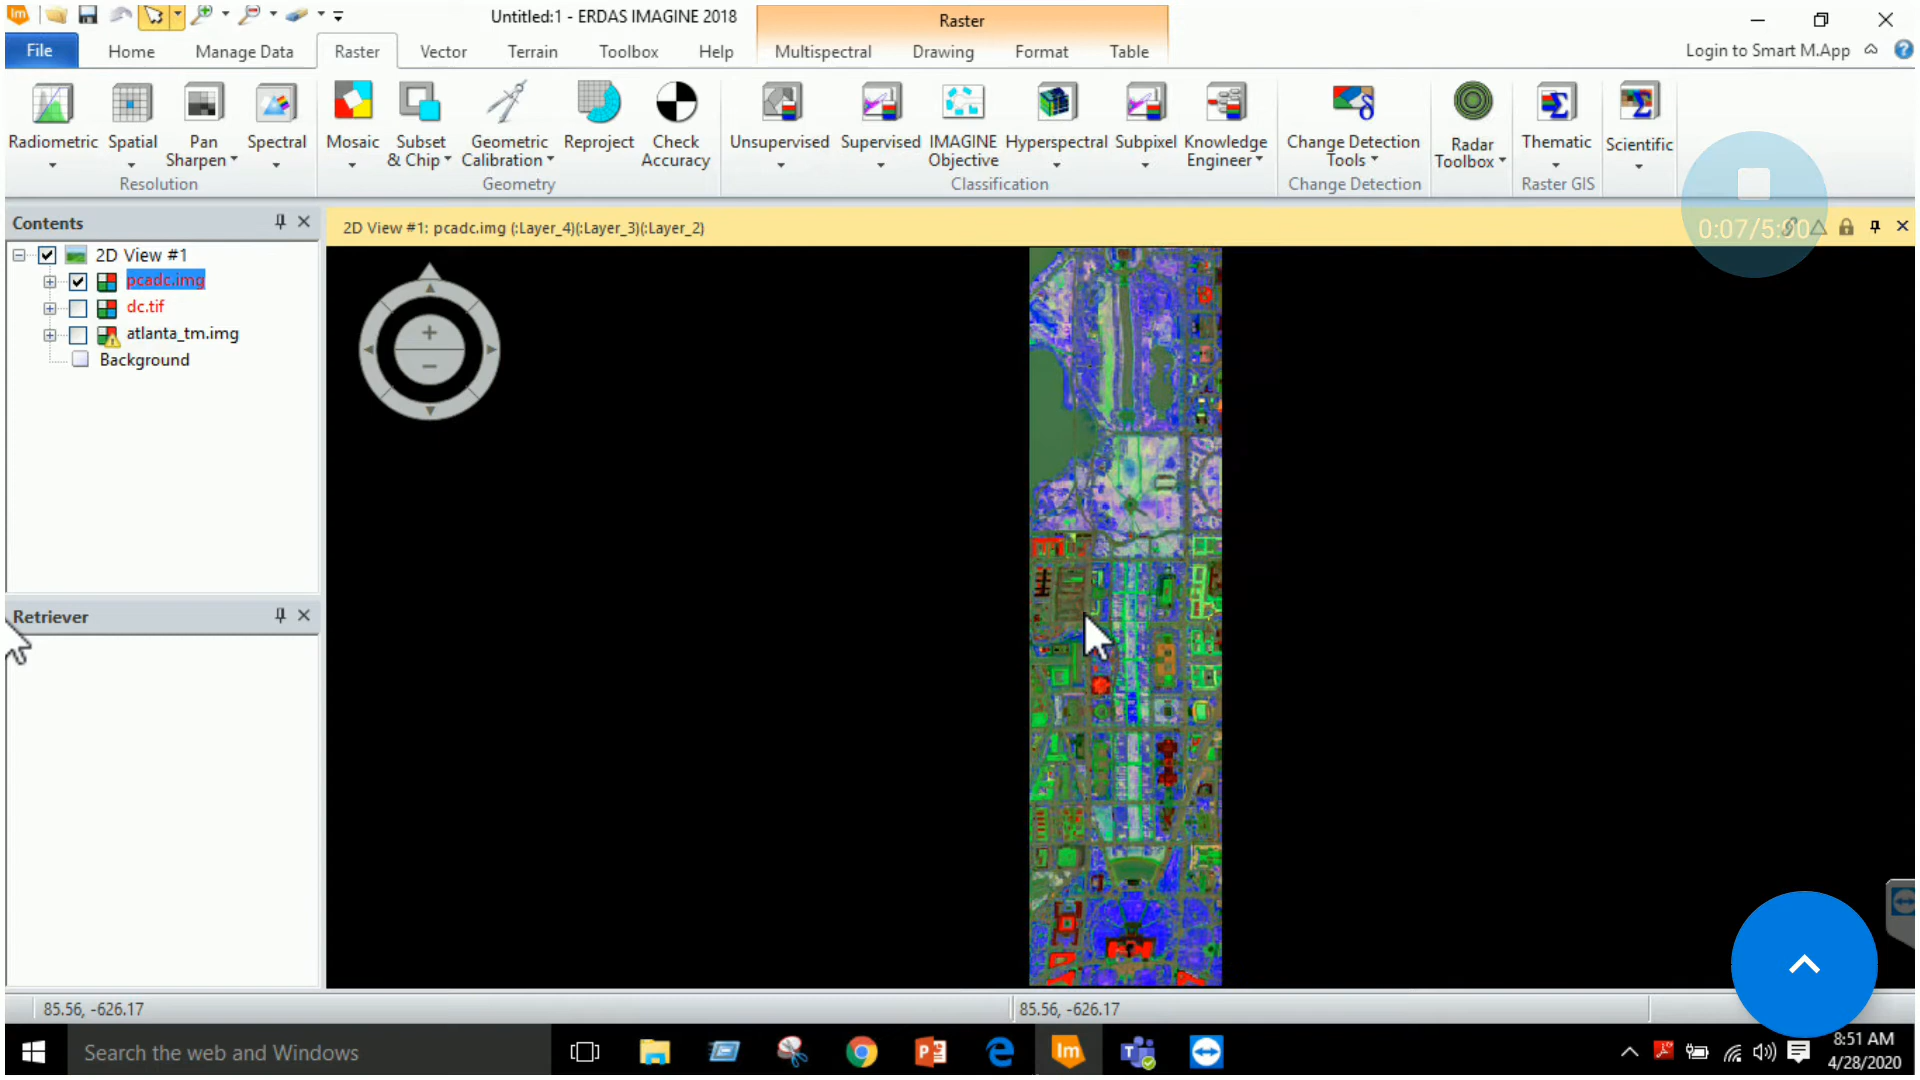 Untitled:1 - ERDAS IMAGINE 2018
Raster
File Home Manage Data Raster Vector Terrain Toolbox Help Multispectral Drawing Format Table Login to Smart M.App
Radiometric Spatial Pan Sharpen Spectral Mosaic Subset & Chip Geometric Calibration Reproject Check Accuracy Unsupervised Supervised IMAGINE Objective Hyperspectral Subpixel Knowledge Engineer Change Detection Tools Radar Toolbox Thematic Scientific
Resolution Geometry Classification Change Detection Raster GIS
Contents
2D View #1: pcadc.img (:Layer_4)(:Layer_3)(:Layer_2)
2D View #1
pcadc.img
dc.tif
atlanta_tm.img
Background
Retriever
85.56, -626.17
85.56, -626.17
Search the web and Windows
Im
8:51 AM
4/28/2020